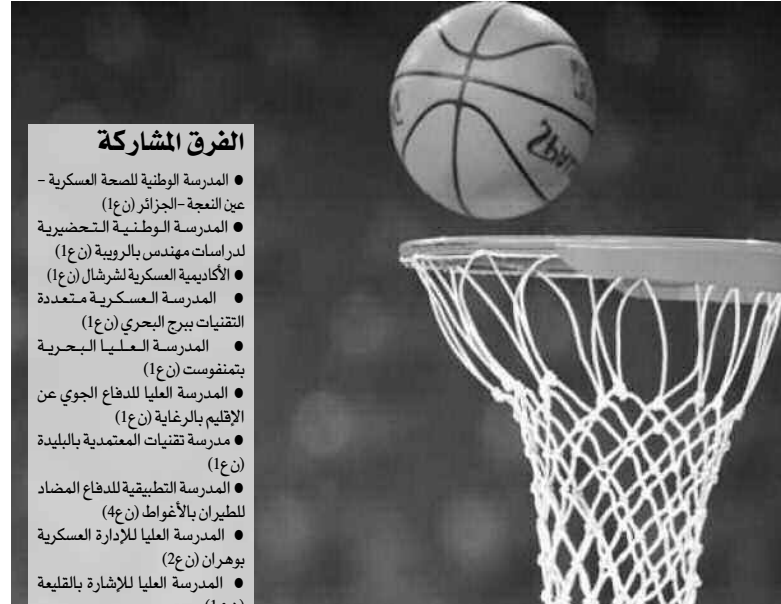 الفرق المشاركة
● المدرسة الوطنية للصحة العسكرية –
عين النعجة -الجزائر (ن ع1)
● المدرسة الوطنية التحضيرية
لدراسات مهندس بالرويبة (ن ع1)
● الأكاديمية العسكرية لشرشال (ن ع1)
● المدرسة العسكرية متعددة
التقنيات ببرج البحري (ن ع1)
● المدرسة العليا البحرية
بتمنفوست (ن ع1)
● المدرسة العليا للدفاع الجوي عن
الإقليم بالرغاية (ن ع1)
● مدرسة تقنيات المعتمدية بالبليدة
(ن ع1)
● المدرسة التطبيقية للدفاع المضاد
للطيران بالأغواط (ن ع4)
● المدرسة العليا للإدارة العسكرية
بوهران (ن ع2)
● المدرسة العليا للإشارة بالقليعة